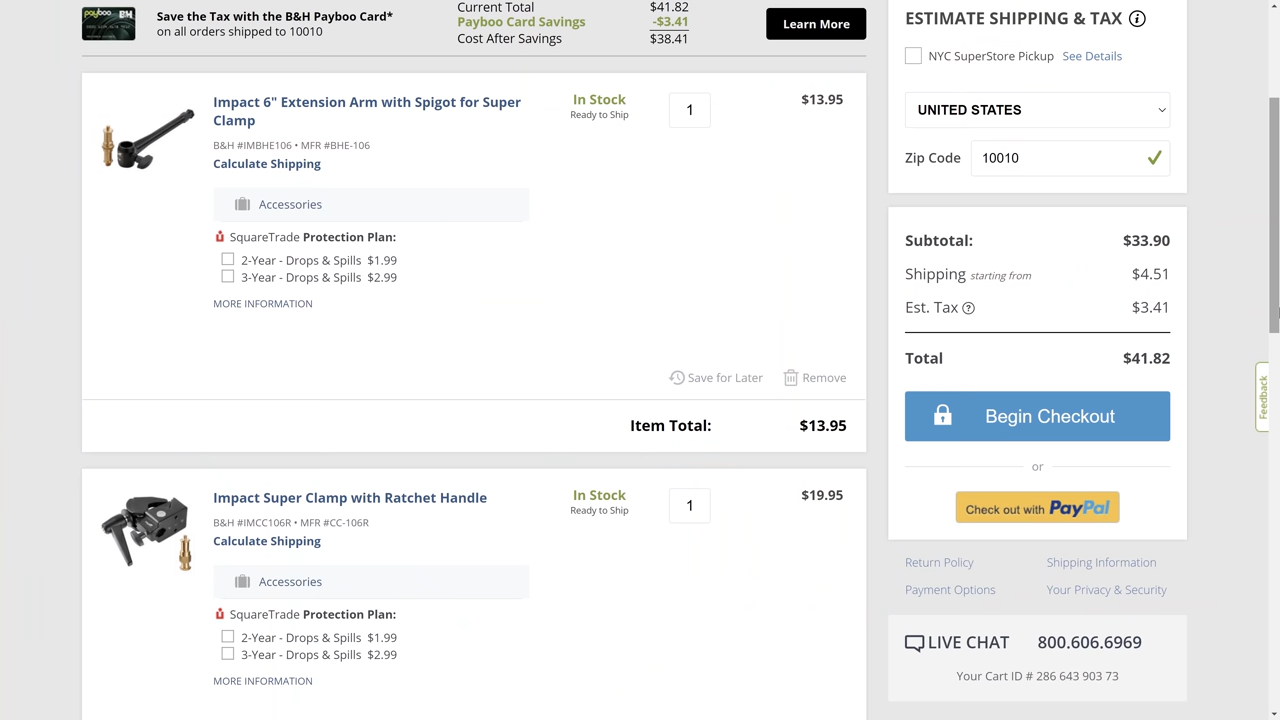 payboo BH
Save the Tax with the B&H Payboo Card*
on all orders shipped to 10010
Current Total $41.82
Payboo Card Savings -$3.41
Cost After Savings $38.41
Learn More
Impact 6" Extension Arm with Spigot for Super
Clamp
B&H #IMBHE106 • MFR #BHE-106
Calculate Shipping
In Stock
Ready to Ship
1
$13.95
Accessories
SquareTrade Protection Plan:
2-Year - Drops & Spills $1.99
3-Year - Drops & Spills $2.99
MORE INFORMATION
Save for Later
Remove
Item Total: $13.95
Impact Super Clamp with Ratchet Handle
B&H #IMCC106R • MFR #CC-106R
Calculate Shipping
In Stock
Ready to Ship
1
$19.95
Accessories
SquareTrade Protection Plan:
2-Year - Drops & Spills $1.99
3-Year - Drops & Spills $2.99
MORE INFORMATION
ESTIMATE SHIPPING & TAX
NYC SuperStore Pickup See Details
UNITED STATES
Zip Code 10010
Subtotal: $33.90
Shipping starting from $4.51
Est. Tax $3.41
Total $41.82
Begin Checkout
or
Check out with PayPal
Return Policy Shipping Information
Payment Options Your Privacy & Security
LIVE CHAT 800.606.6969
Your Cart ID # 286 643 903 73
Feedback